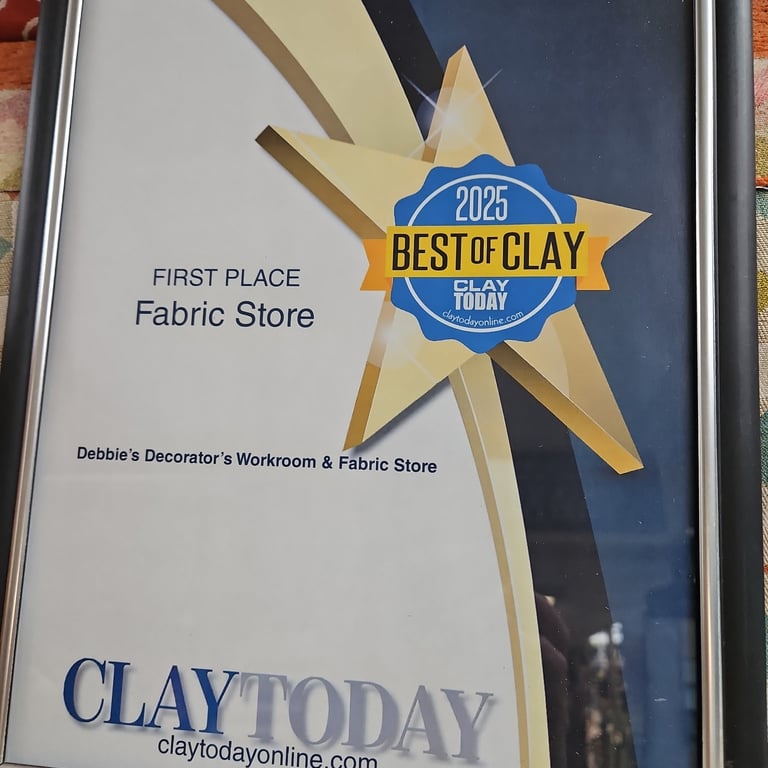 2025
BEST OF CLAY
CLAY
TODAY
claytodayonline.com
FIRST PLACE
Fabric Store
Debbie's Decorator's Workroom & Fabric Store
CLAYTODAY
claytodayonline.com